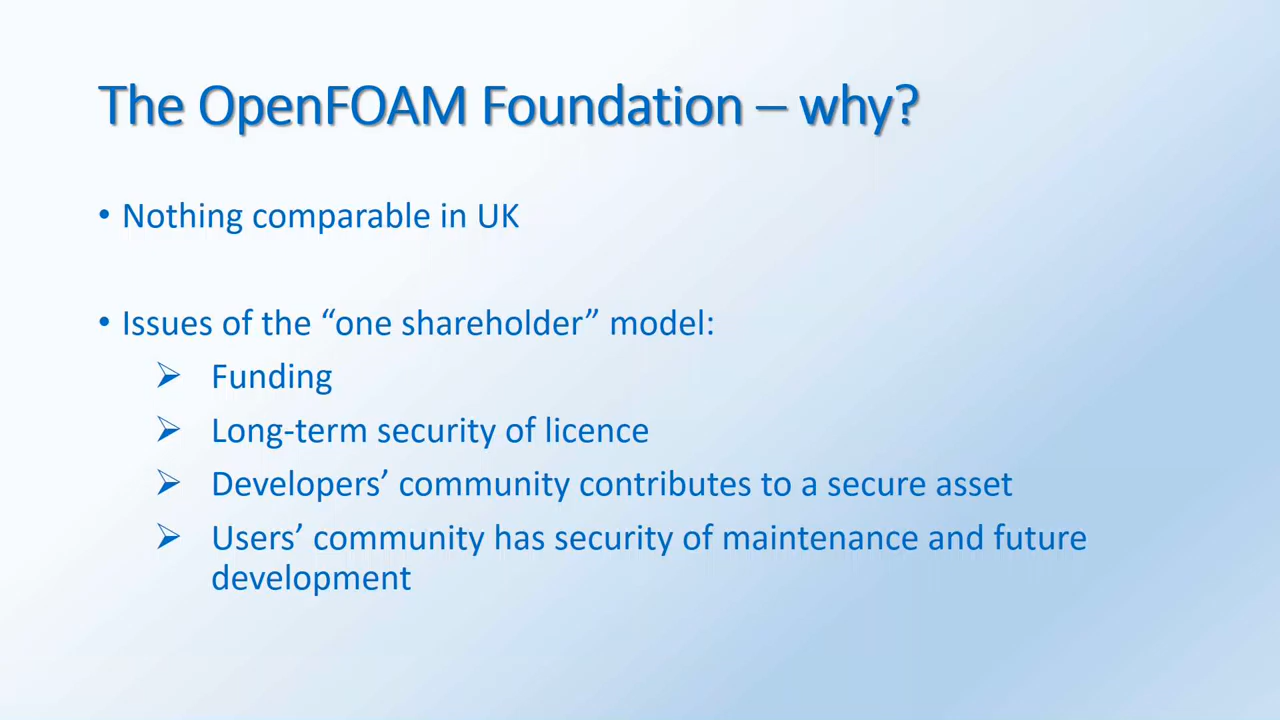 The OpenFOAM Foundation – why?
• Nothing comparable in UK
• Issues of the “one shareholder” model:
➢ Funding
➢ Long-term security of licence
➢ Developers’ community contributes to a secure asset
➢ Users’ community has security of maintenance and future
development